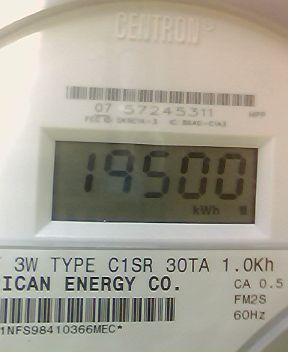 CENTRON®
07 57245311 MPP
19500
kWh
3W TYPE C1SR 30TA 1.0Kh
ICAN ENERGY CO. CA 0.5
FM2S
1NFS98410366MEC* 60Hz